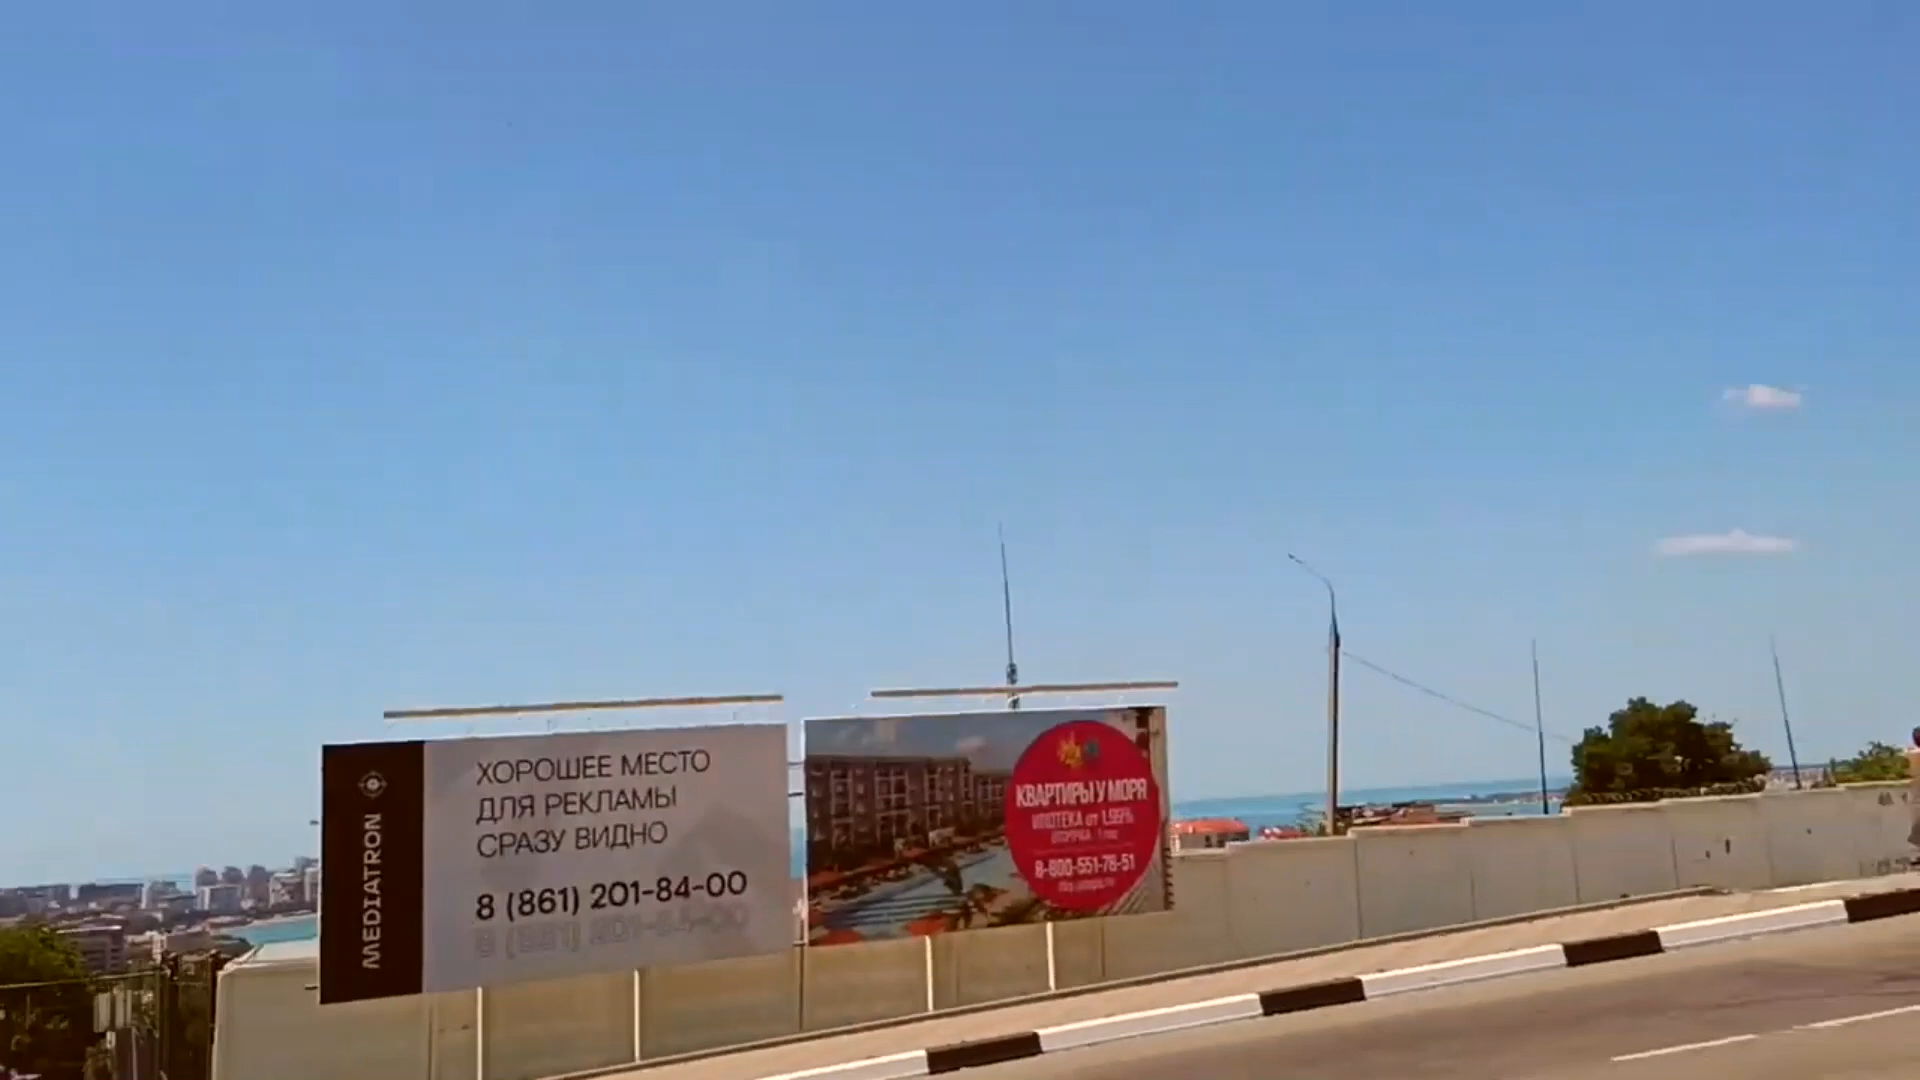 MEDIATRON
ХОРОШЕЕ МЕСТО
ДЛЯ РЕКЛАМЫ
СРАЗУ ВИДНО
8 (861) 201-84-00
КВАРТИРЫ У МОРЯ
ИПОТЕКА от 1,99%
8-800-551-76-51